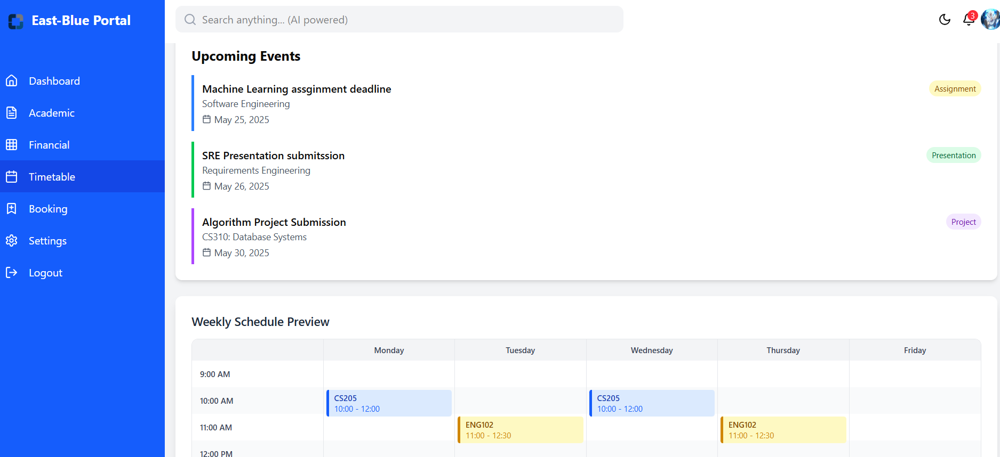 East-Blue Portal
Search anything... (AI powered)
3
Dashboard
Academic
Financial
Timetable
Booking
Settings
Logout
Upcoming Events
Machine Learning assginment deadline
Assignment
Software Engineering
May 25, 2025
SRE Presentation submitssion
Presentation
Requirements Engineering
May 26, 2025
Algorithm Project Submission
Project
CS310: Database Systems
May 30, 2025
Weekly Schedule Preview
Monday Tuesday Wednesday Thursday Friday
9:00 AM
10:00 AM
CS205
10:00 - 12:00
CS205
10:00 - 12:00
11:00 AM
ENG102
11:00 - 12:30
ENG102
11:00 - 12:30
12:00 PM